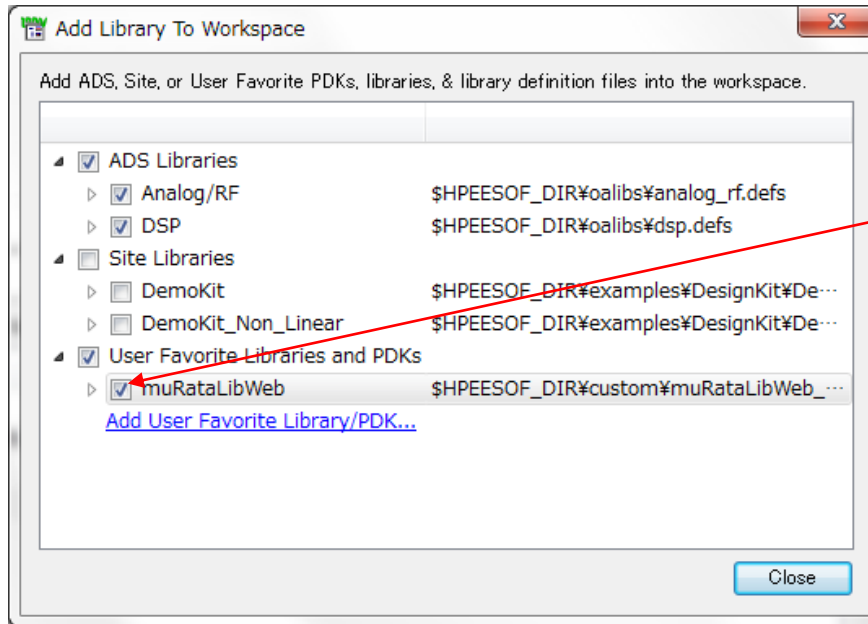 Add Library To Workspace
Add ADS, Site, or User Favorite PDKs, libraries, & library definition files into the workspace.
ADS Libraries
Analog/RF $HPEESOF_DIR¥oalibs¥analog_rf.defs
DSP $HPEESOF_DIR¥oalibs¥dsp.defs
Site Libraries
DemoKit $HPEESOF_DIR¥examples¥DesignKit¥De…
DemoKit_Non_Linear $HPEESOF_DIR¥examples¥DesignKit¥De…
User Favorite Libraries and PDKs
muRataLibWeb $HPEESOF_DIR¥custom¥muRataLibWeb_…
Add User Favorite Library/PDK...
Close